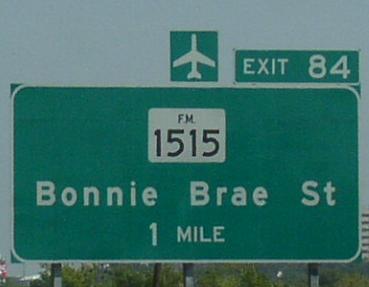 EXIT 84
F.M.
1515
Bonnie Brae St
1 MILE